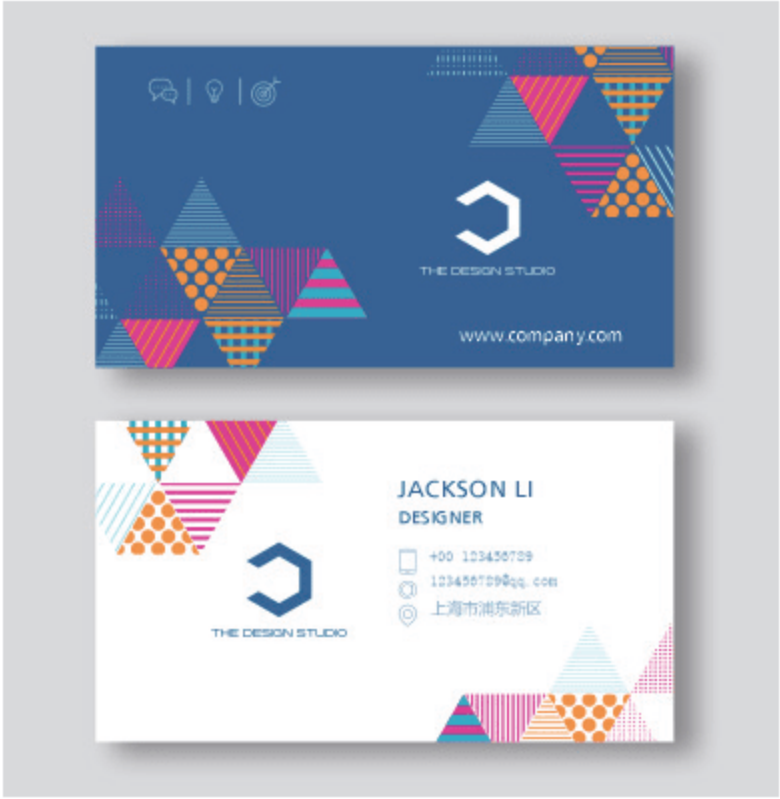 THE DESIGN STUDIO
www.company.com
JACKSON LI
DESIGNER
+00 123456789
123456789@qq.com
上海市浦东新区
THE DESIGN STUDIO